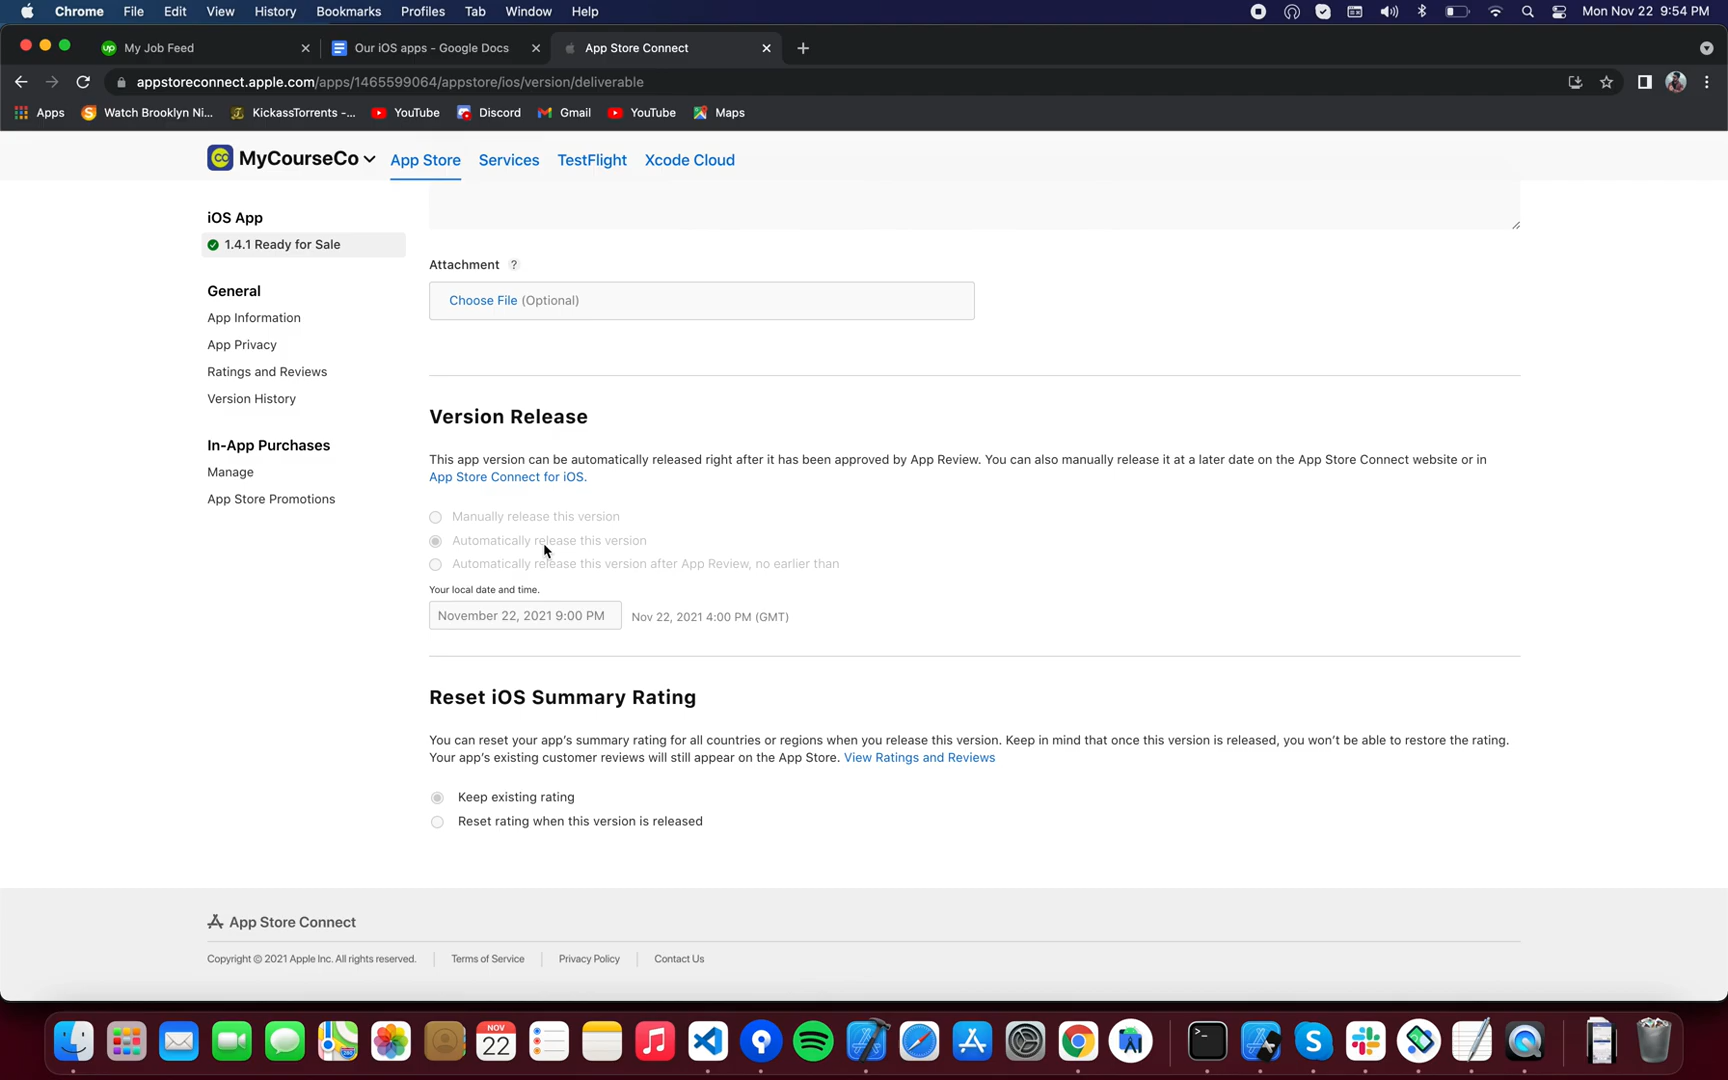 Chrome File Edit View History Bookmarks Profiles Tab Window Help Mon Nov 22 9:54 PM
up My Job Feed Our iOS apps - Google Docs App Store Connect
appstoreconnect.apple.com/apps/1465599064/appstore/ios/version/deliverable
Apps Watch Brooklyn Ni... KickassTorrents -... YouTube Discord Gmail YouTube Maps
MyCourseCo App Store Services TestFlight Xcode Cloud
iOS App
1.4.1 Ready for Sale
General
App Information
App Privacy
Ratings and Reviews
Version History
In-App Purchases
Manage
App Store Promotions
Attachment ?
Choose File (Optional)
Version Release
This app version can be automatically released right after it has been approved by App Review. You can also manually release it at a later date on the App Store Connect website or in
App Store Connect for iOS.
Manually release this version
Automatically release this version
Automatically release this version after App Review, no earlier than
Your local date and time.
November 22, 2021 9:00 PM Nov 22, 2021 4:00 PM (GMT)
Reset iOS Summary Rating
You can reset your app's summary rating for all countries or regions when you release this version. Keep in mind that once this version is released, you won't be able to restore the rating.
Your app's existing customer reviews will still appear on the App Store. View Ratings and Reviews
Keep existing rating
Reset rating when this version is released
App Store Connect
Copyright © 2021 Apple Inc. All rights reserved. Terms of Service Privacy Policy Contact Us
NOV
22